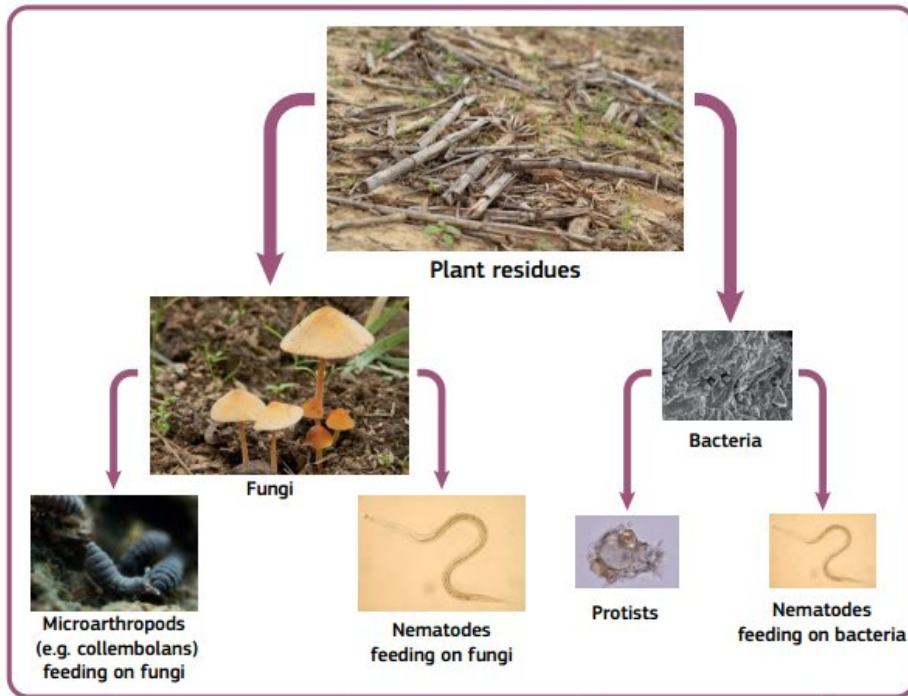 Plant residues
Fungi
Bacteria
Microarthropods
(e.g. collembolans)
feeding on fungi
Nematodes
feeding on fungi
Protists
Nematodes
feeding on bacteria